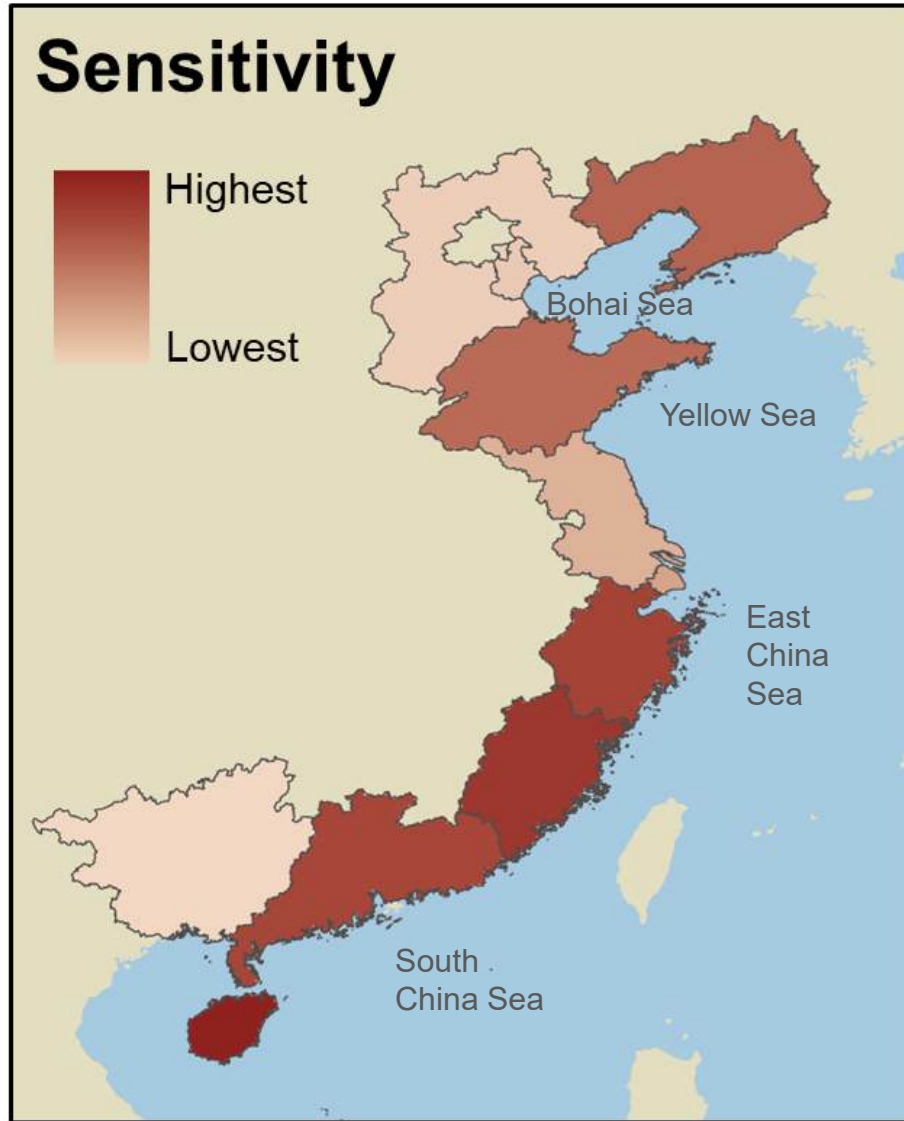 Sensitivity
Highest
Lowest
Bohai Sea
Yellow Sea
East
China
Sea
South
China Sea